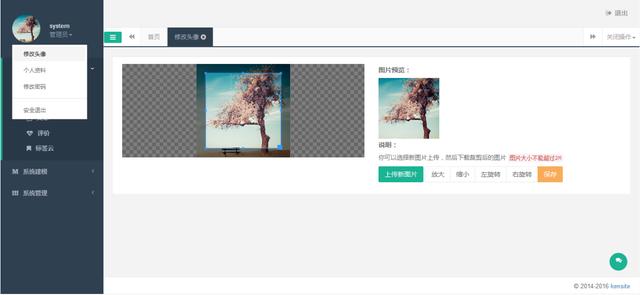 system
管理员
修改头像
个人资料
修改密码
安全退出
评价
标签云
系统建模
系统管理
退出
首页
修改头像
关闭操作
图片预览：
说明：
你可以选择新图片上传，然后下载裁剪后的图片 图片大小不能超过2M
上传新图片
放大
缩小
左旋转
右旋转
保存
© 2014-2016 kensite